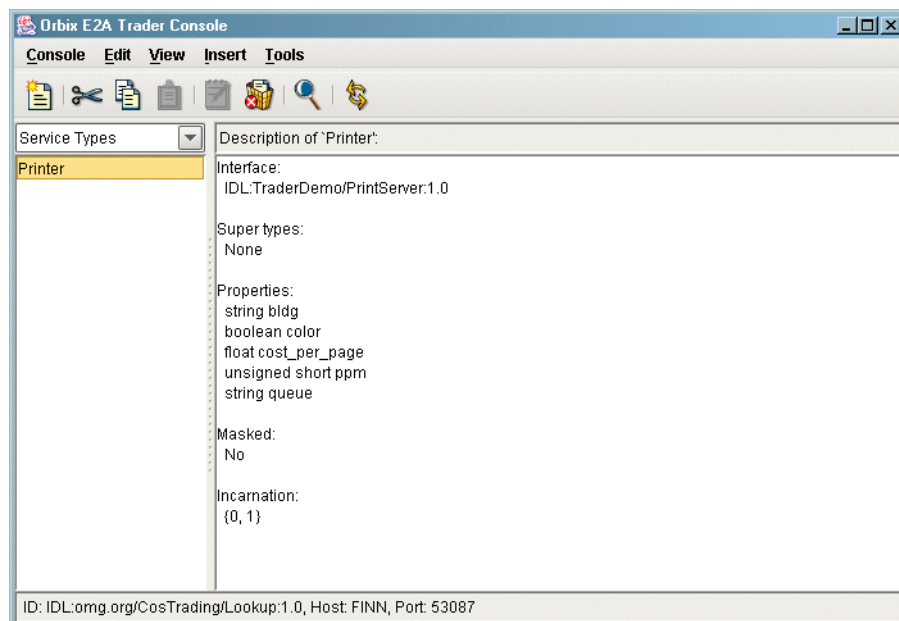 Orbix E2A Trader Console
Console Edit View Insert Tools
Service Types
Description of `Printer':
Printer
Interface:
IDL:TraderDemo/PrintServer:1.0
Super types:
None
Properties:
string bldg
boolean color
float cost_per_page
unsigned short ppm
string queue
Masked:
No
Incarnation:
{0, 1}
ID: IDL:omg.org/CosTrading/Lookup:1.0, Host: FINN, Port: 53087